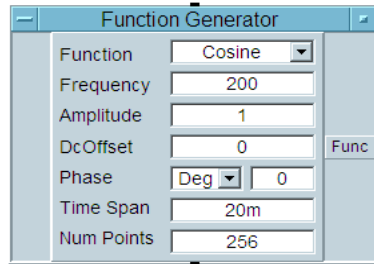 Function Generator
Function Cosine
Frequency 200
Amplitude 1
DcOffset 0 Func
Phase Deg 0
Time Span 20m
Num Points 256